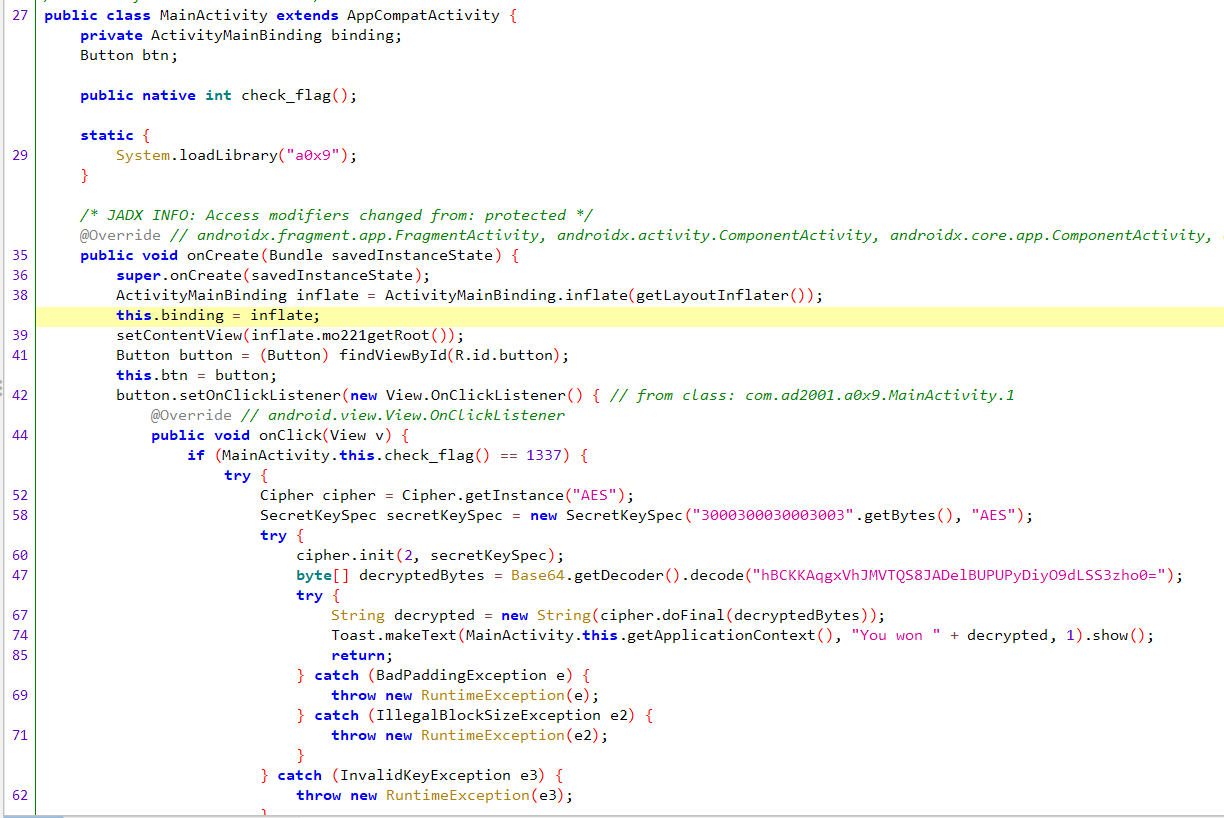 27 public class MainActivity extends AppCompatActivity {
private ActivityMainBinding binding;
Button btn;
public native int check_flag();
static {
29 System.loadLibrary("a0x9");
}
/* JADX INFO: Access modifiers changed from: protected */
@Override // androidx.fragment.app.FragmentActivity, androidx.activity.ComponentActivity, androidx.core.app.ComponentActivity,
35 public void onCreate(Bundle savedInstanceState) {
36 super.onCreate(savedInstanceState);
38 ActivityMainBinding inflate = ActivityMainBinding.inflate(getLayoutInflater());
this.binding = inflate;
39 setContentView(inflate.mo221getRoot());
41 Button button = (Button) findViewById(R.id.button);
this.btn = button;
42 button.setOnClickListener(new View.OnClickListener() { // from class: com.ad2001.a0x9.MainActivity.1
@Override // android.view.View.OnClickListener
44 public void onClick(View v) {
if (MainActivity.this.check_flag() == 1337) {
try {
52 Cipher cipher = Cipher.getInstance("AES");
58 SecretKeySpec secretKeySpec = new SecretKeySpec("3000300030003003".getBytes(), "AES");
try {
60 cipher.init(2, secretKeySpec);
47 byte[] decryptedBytes = Base64.getDecoder().decode("hBCKKAqgxVhJMVTQS8JADelBUPUPyDiyO9dLSS3zho0=");
try {
67 String decrypted = new String(cipher.doFinal(decryptedBytes));
74 Toast.makeText(MainActivity.this.getApplicationContext(), "You won " + decrypted, 1).show();
85 return;
} catch (BadPaddingException e) {
69 throw new RuntimeException(e);
} catch (IllegalBlockSizeException e2) {
71 throw new RuntimeException(e2);
}
} catch (InvalidKeyException e3) {
62 throw new RuntimeException(e3);